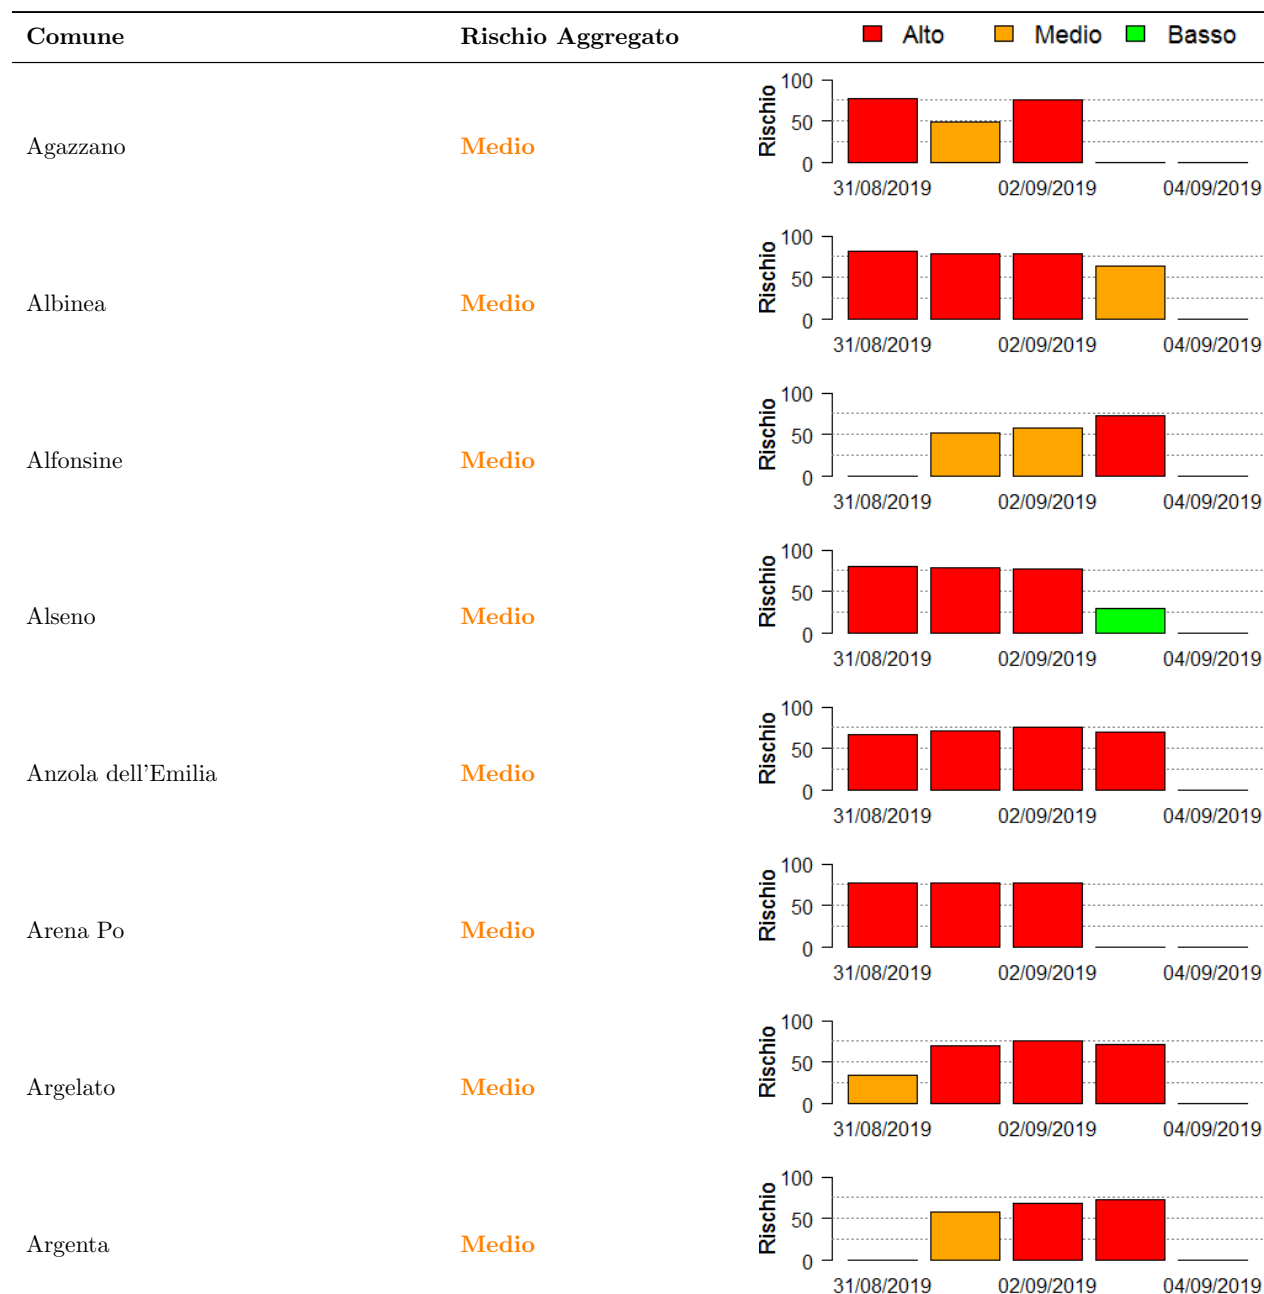 Comune Rischio Aggregato Alto Medio Basso
Agazzano Medio Rischio 100 50 0
31/08/2019 02/09/2019 04/09/2019
Albinea Medio Rischio 100 50 0
31/08/2019 02/09/2019 04/09/2019
Alfonsine Medio Rischio 100 50 0
31/08/2019 02/09/2019 04/09/2019
Alseno Medio Rischio 100 50 0
31/08/2019 02/09/2019 04/09/2019
Anzola dell'Emilia Medio Rischio 100 50 0
31/08/2019 02/09/2019 04/09/2019
Arena Po Medio Rischio 100 50 0
31/08/2019 02/09/2019 04/09/2019
Argelato Medio Rischio 100 50 0
31/08/2019 02/09/2019 04/09/2019
Argenta Medio Rischio 100 50 0
31/08/2019 02/09/2019 04/09/2019